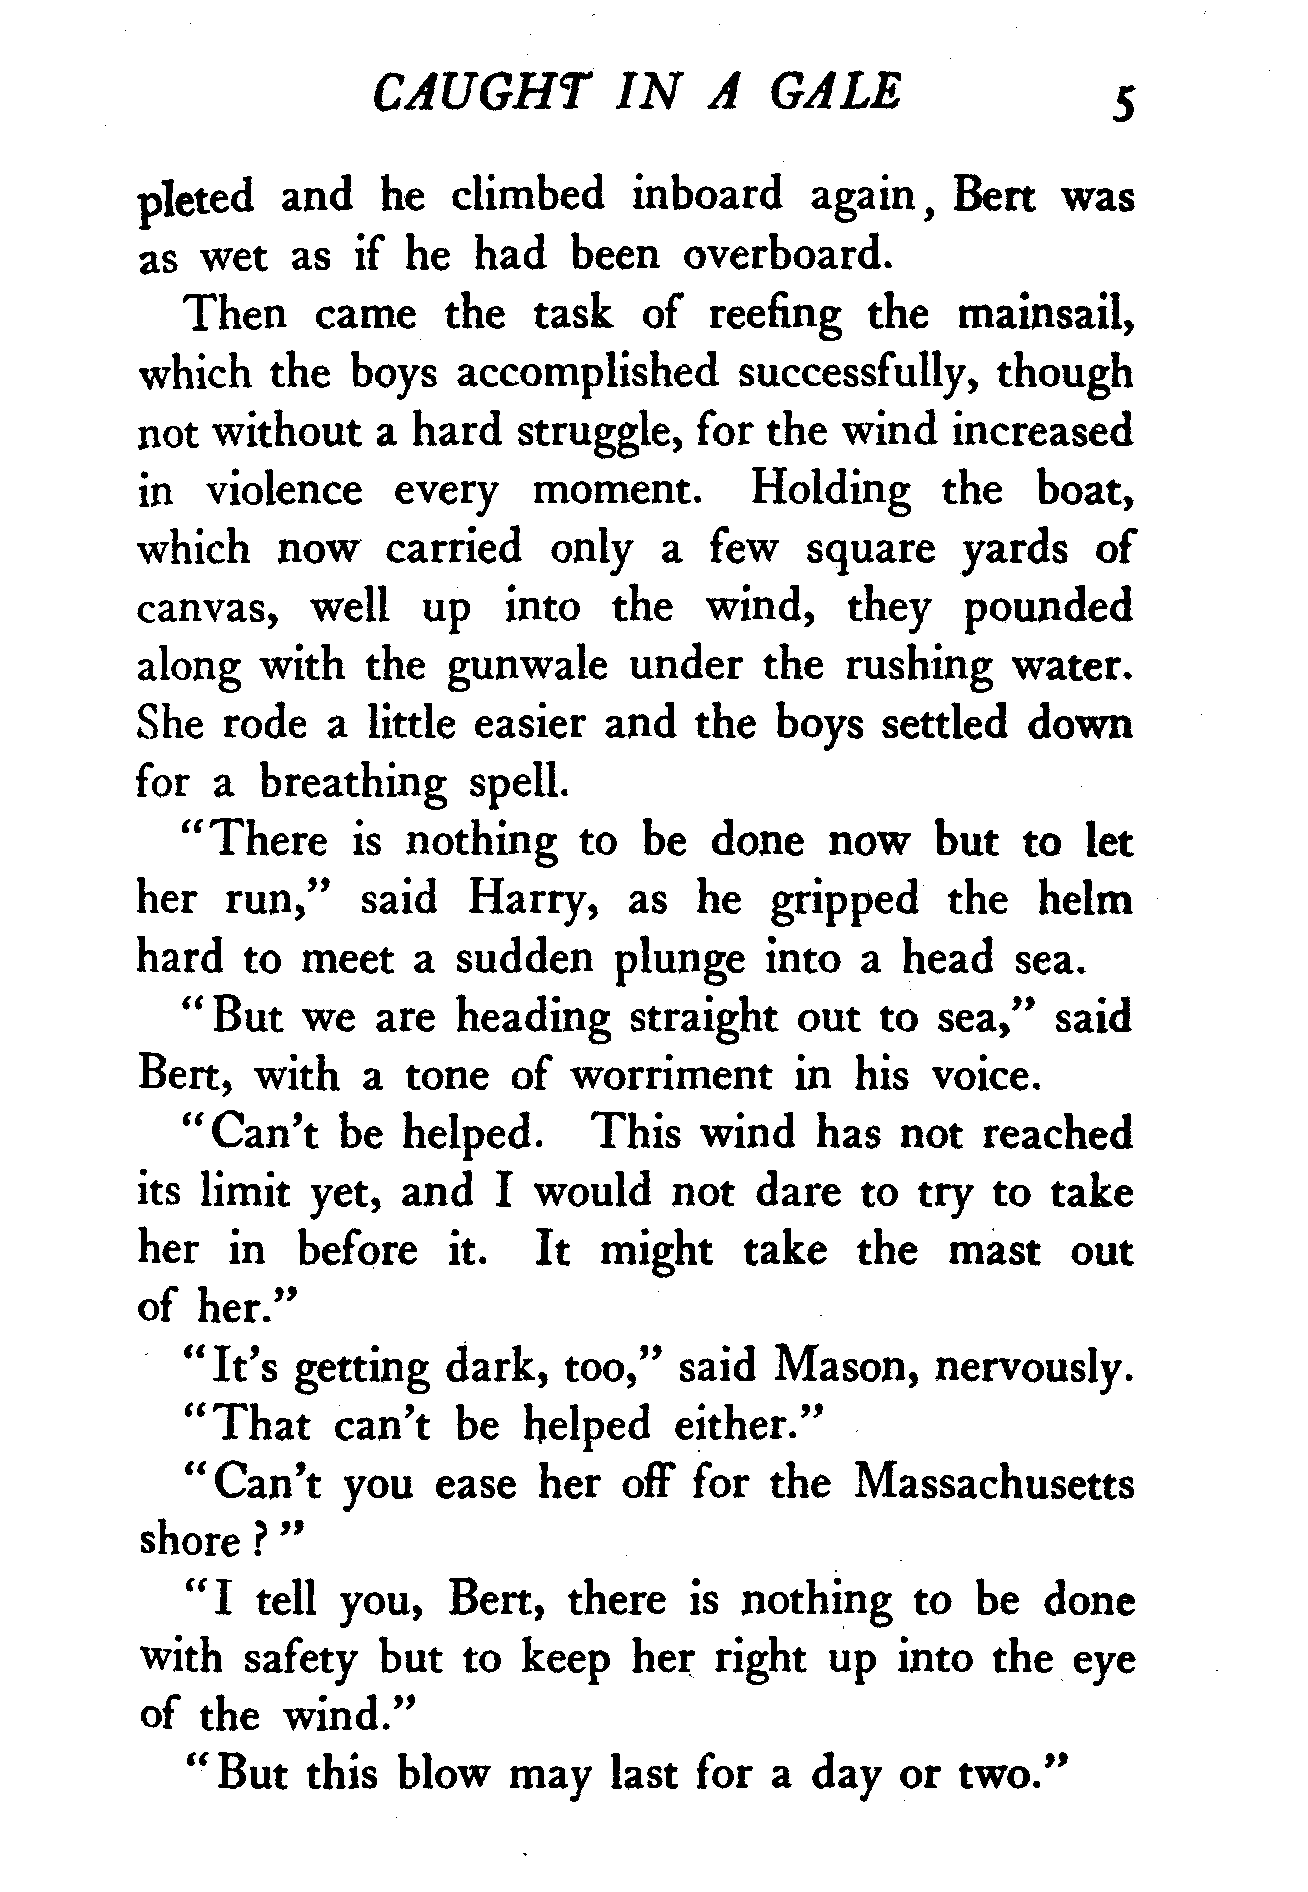 CAUGHT IN A GALE 5
pleted and he climbed inboard again, Bert was
as wet as if he had been overboard.
Then came the task of reefing the mainsail,
which the boys accomplished successfully, though
not without a hard struggle, for the wind increased
in violence every moment. Holding the boat,
which now carried only a few square yards of
canvas, well up into the wind, they pounded
along with the gunwale under the rushing water.
She rode a little easier and the boys settled down
for a breathing spell.
“There is nothing to be done now but to let
her run,” said Harry, as he gripped the helm
hard to meet a sudden plunge into a head sea.
“But we are heading straight out to sea,” said
Bert, with a tone of worriment in his voice.
“Can’t be helped. This wind has not reached
its limit yet, and I would not dare to try to take
her in before it. It might take the mast out
of her.”
“It’s getting dark, too,” said Mason, nervously.
“That can’t be helped either.”
“Can’t you ease her off for the Massachusetts
shore?”
“I tell you, Bert, there is nothing to be done
with safety but to keep her right up into the eye
of the wind.”
“But this blow may last for a day or two.”